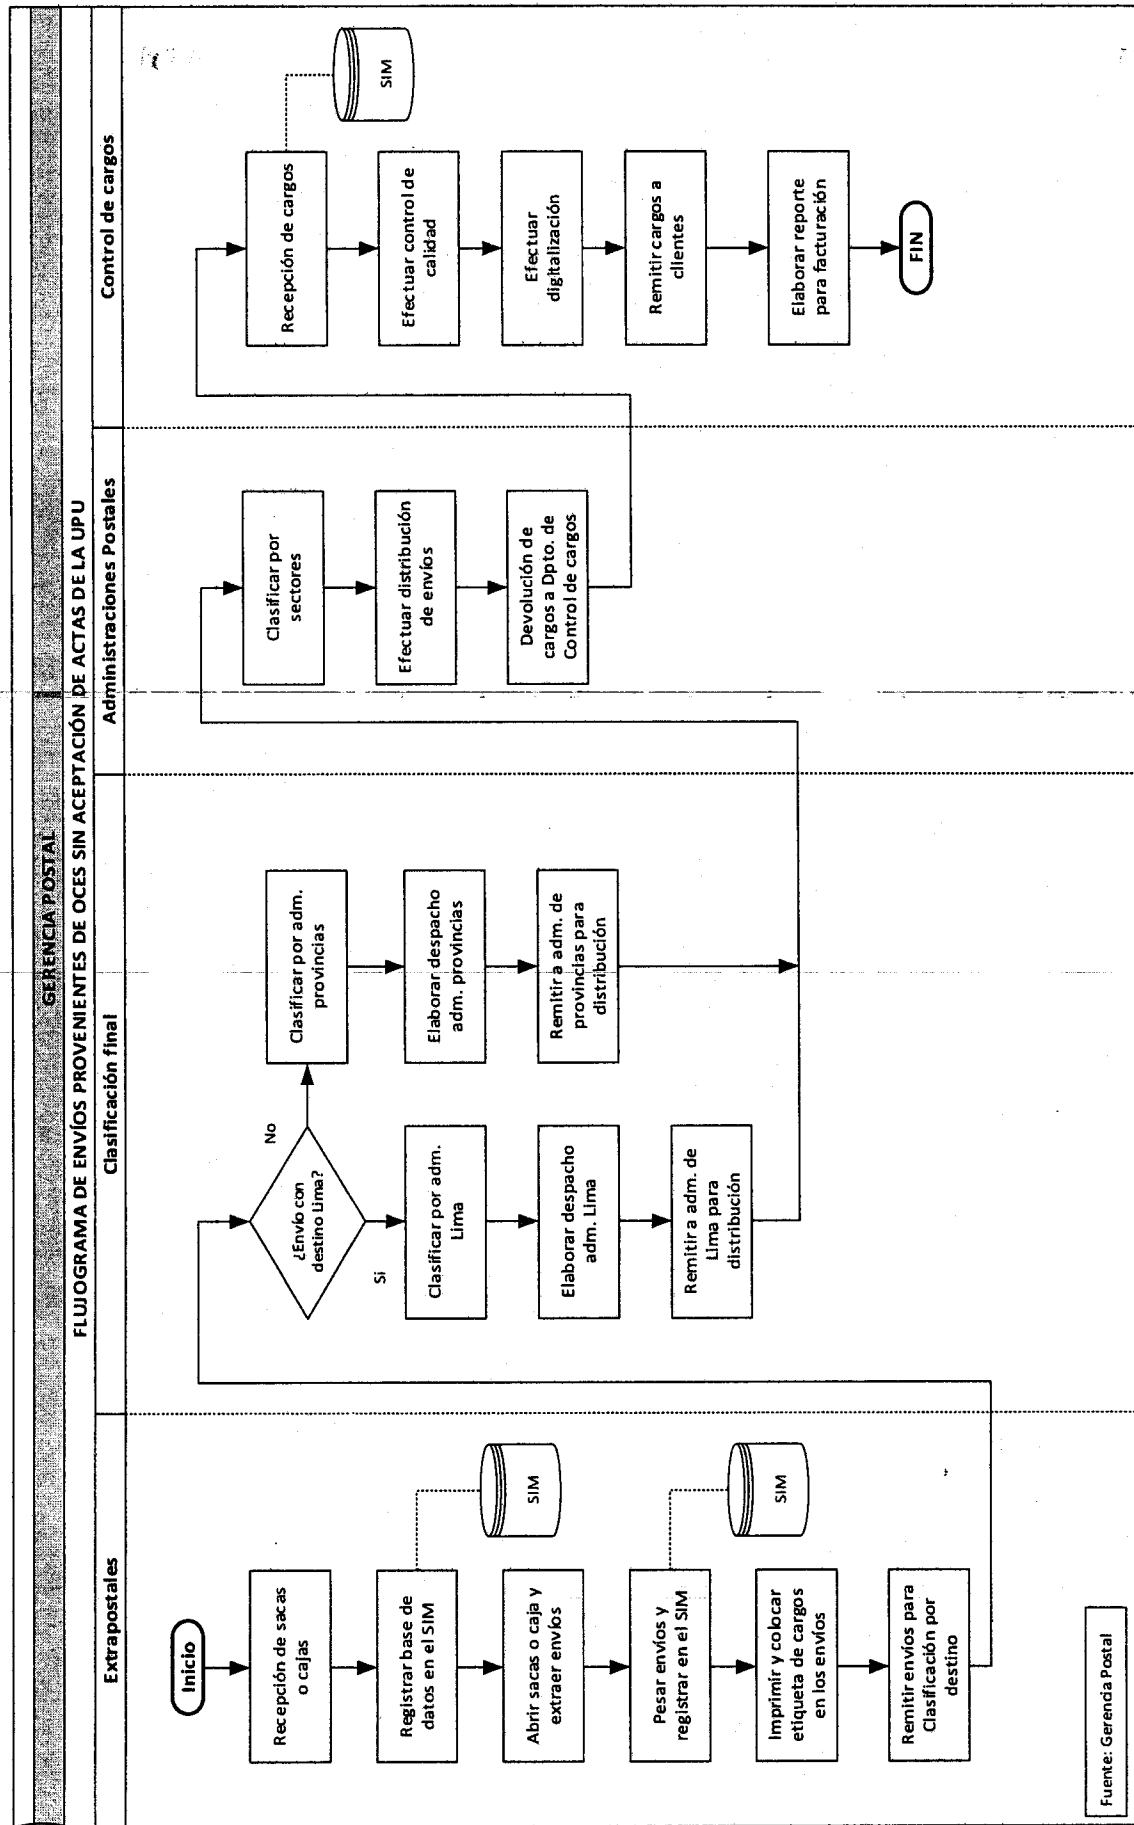 GERENCIA POSTAL
FLUJOGRAMA DE ENVÍOS PROVENIENTES DE OCES SIN ACEPTACIÓN DE ACTAS DE LA UPU
Extrapostales
Clasificación final
Administraciones Postales
Control de cargos
Inicio
Recepción de sacas
o cajas
Registrar base de
datos en el SIM
SIM
Abrir sacas o caja y
extraer envíos
Pesar envíos y
registrar en el SIM
SIM
Imprimir y colocar
etiqueta de cargos
en los envíos
Remitir envíos para
Clasificación por
destino
¿Envío con
destino Lima?
No
Si
Clasificar por adm.
Lima
Elaborar despacho
adm. Lima
Remitir a adm. de
Lima para
distribución
Clasificar por adm.
provincias
Elaborar despacho
adm. provincias
Remitir a adm. de
provincias para
distribución
Clasificar por
sectores
Efectuar distribución
de envíos
Devolución de
cargos a Dpto. de
Control de cargos
Recepción de cargos
SIM
Efectuar control de
calidad
Efectuar
digitalización
Remitir cargos a
clientes
Elaborar reporte
para facturación
FIN
Fuente: Gerencia Postal